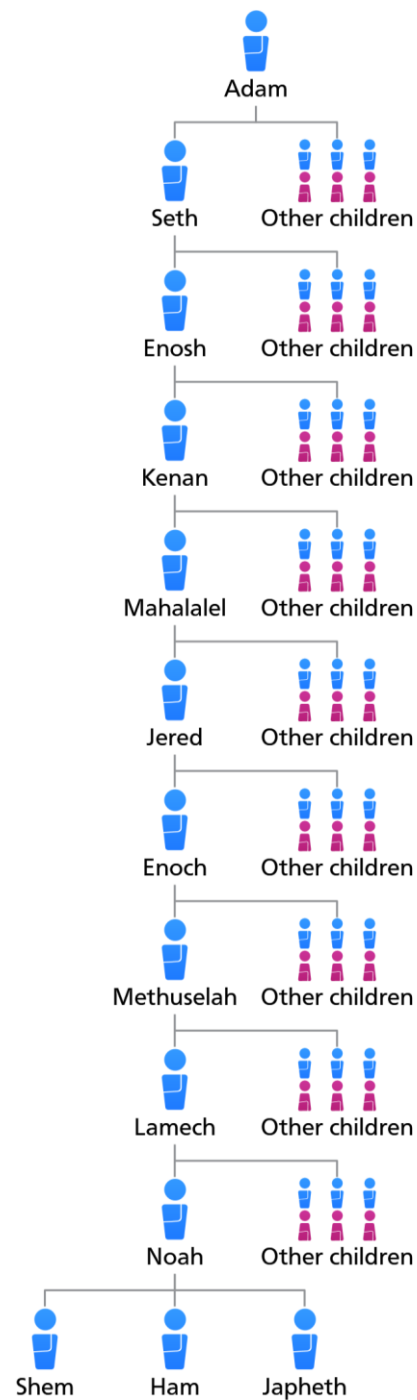 Adam
Seth Other children
Enosh Other children
Kenan Other children
Mahalalel Other children
Jered Other children
Enoch Other children
Methuselah Other children
Lamech Other children
Noah Other children
Shem Ham Japheth